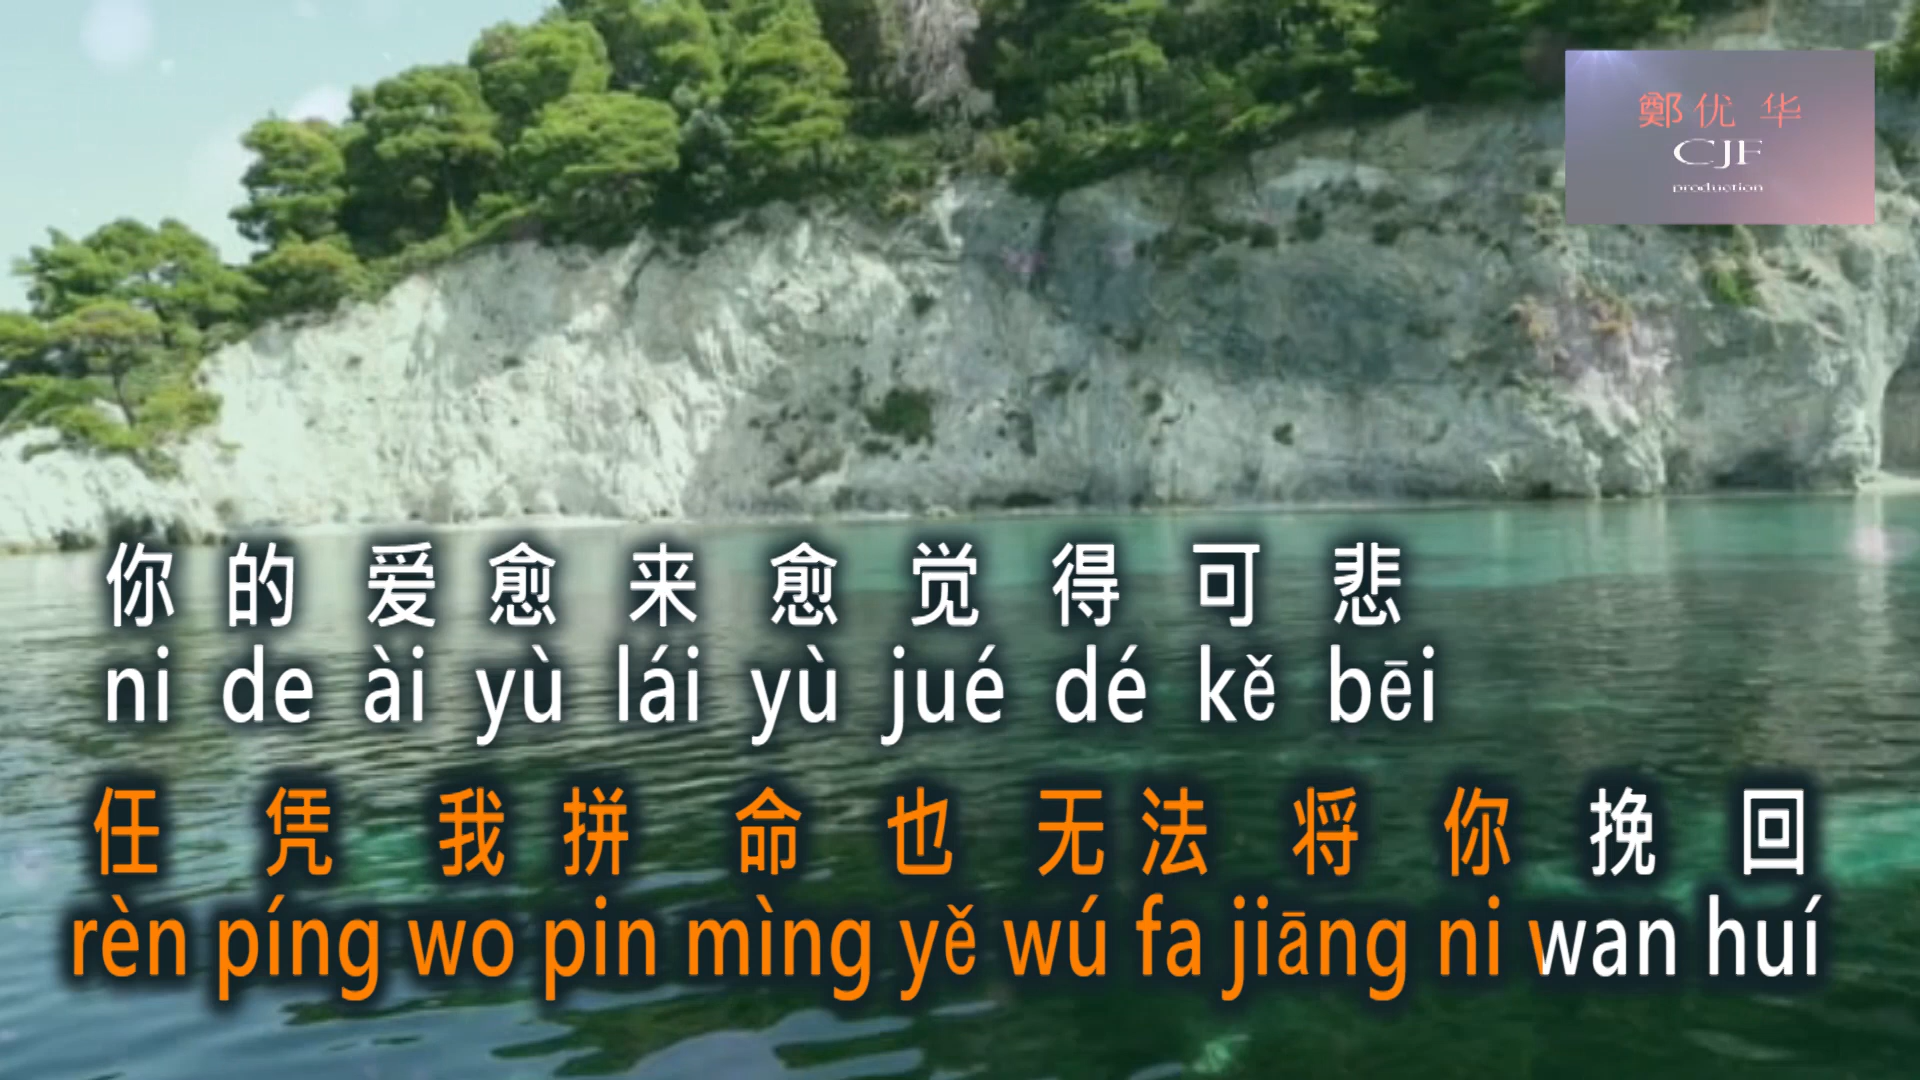 鄭优 华
CJF
production
你 的 爱 愈 来 愈 觉 得 可 悲
ni de ài yù lái yù jué dé kě bēi
任 凭 我 拼 命 也 无 法 将 你 挽 回
rèn píng wo pin mìng yě wú fa jiāng ni wan huí